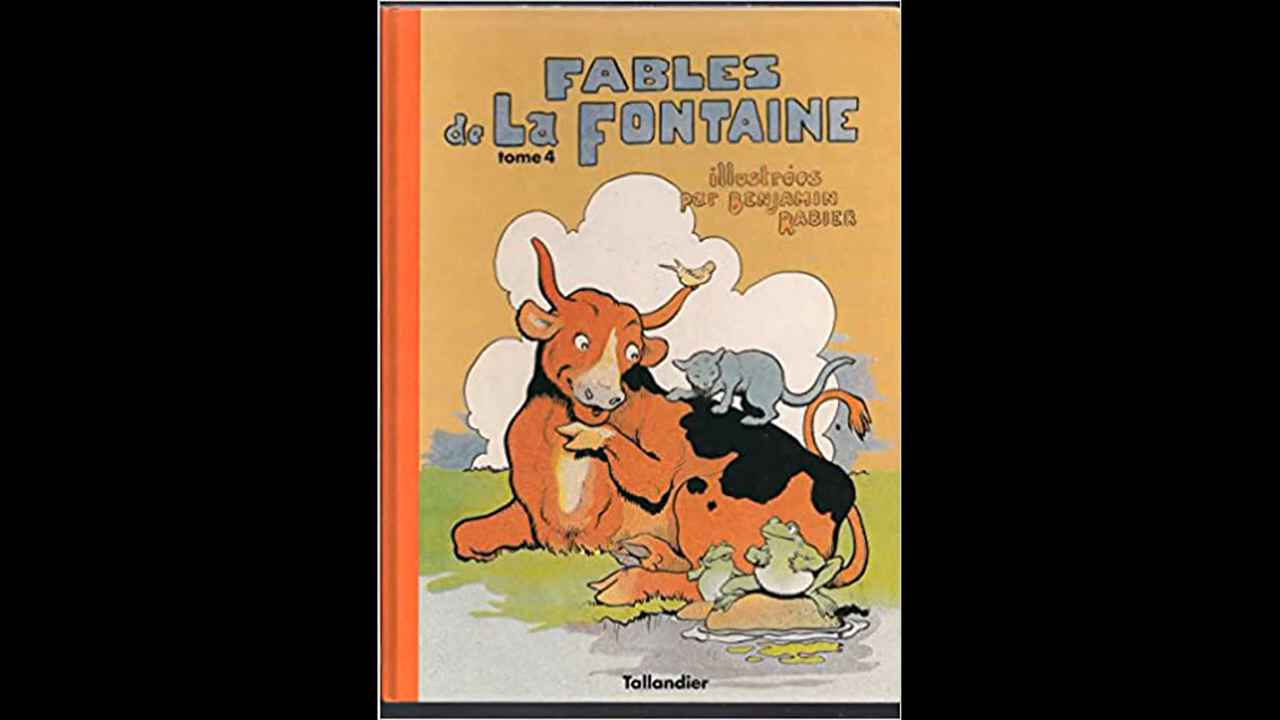 FABLES
de La FONTAINE
tome 4
illustrées
par BENJAMIN
RABIER
Tallandier